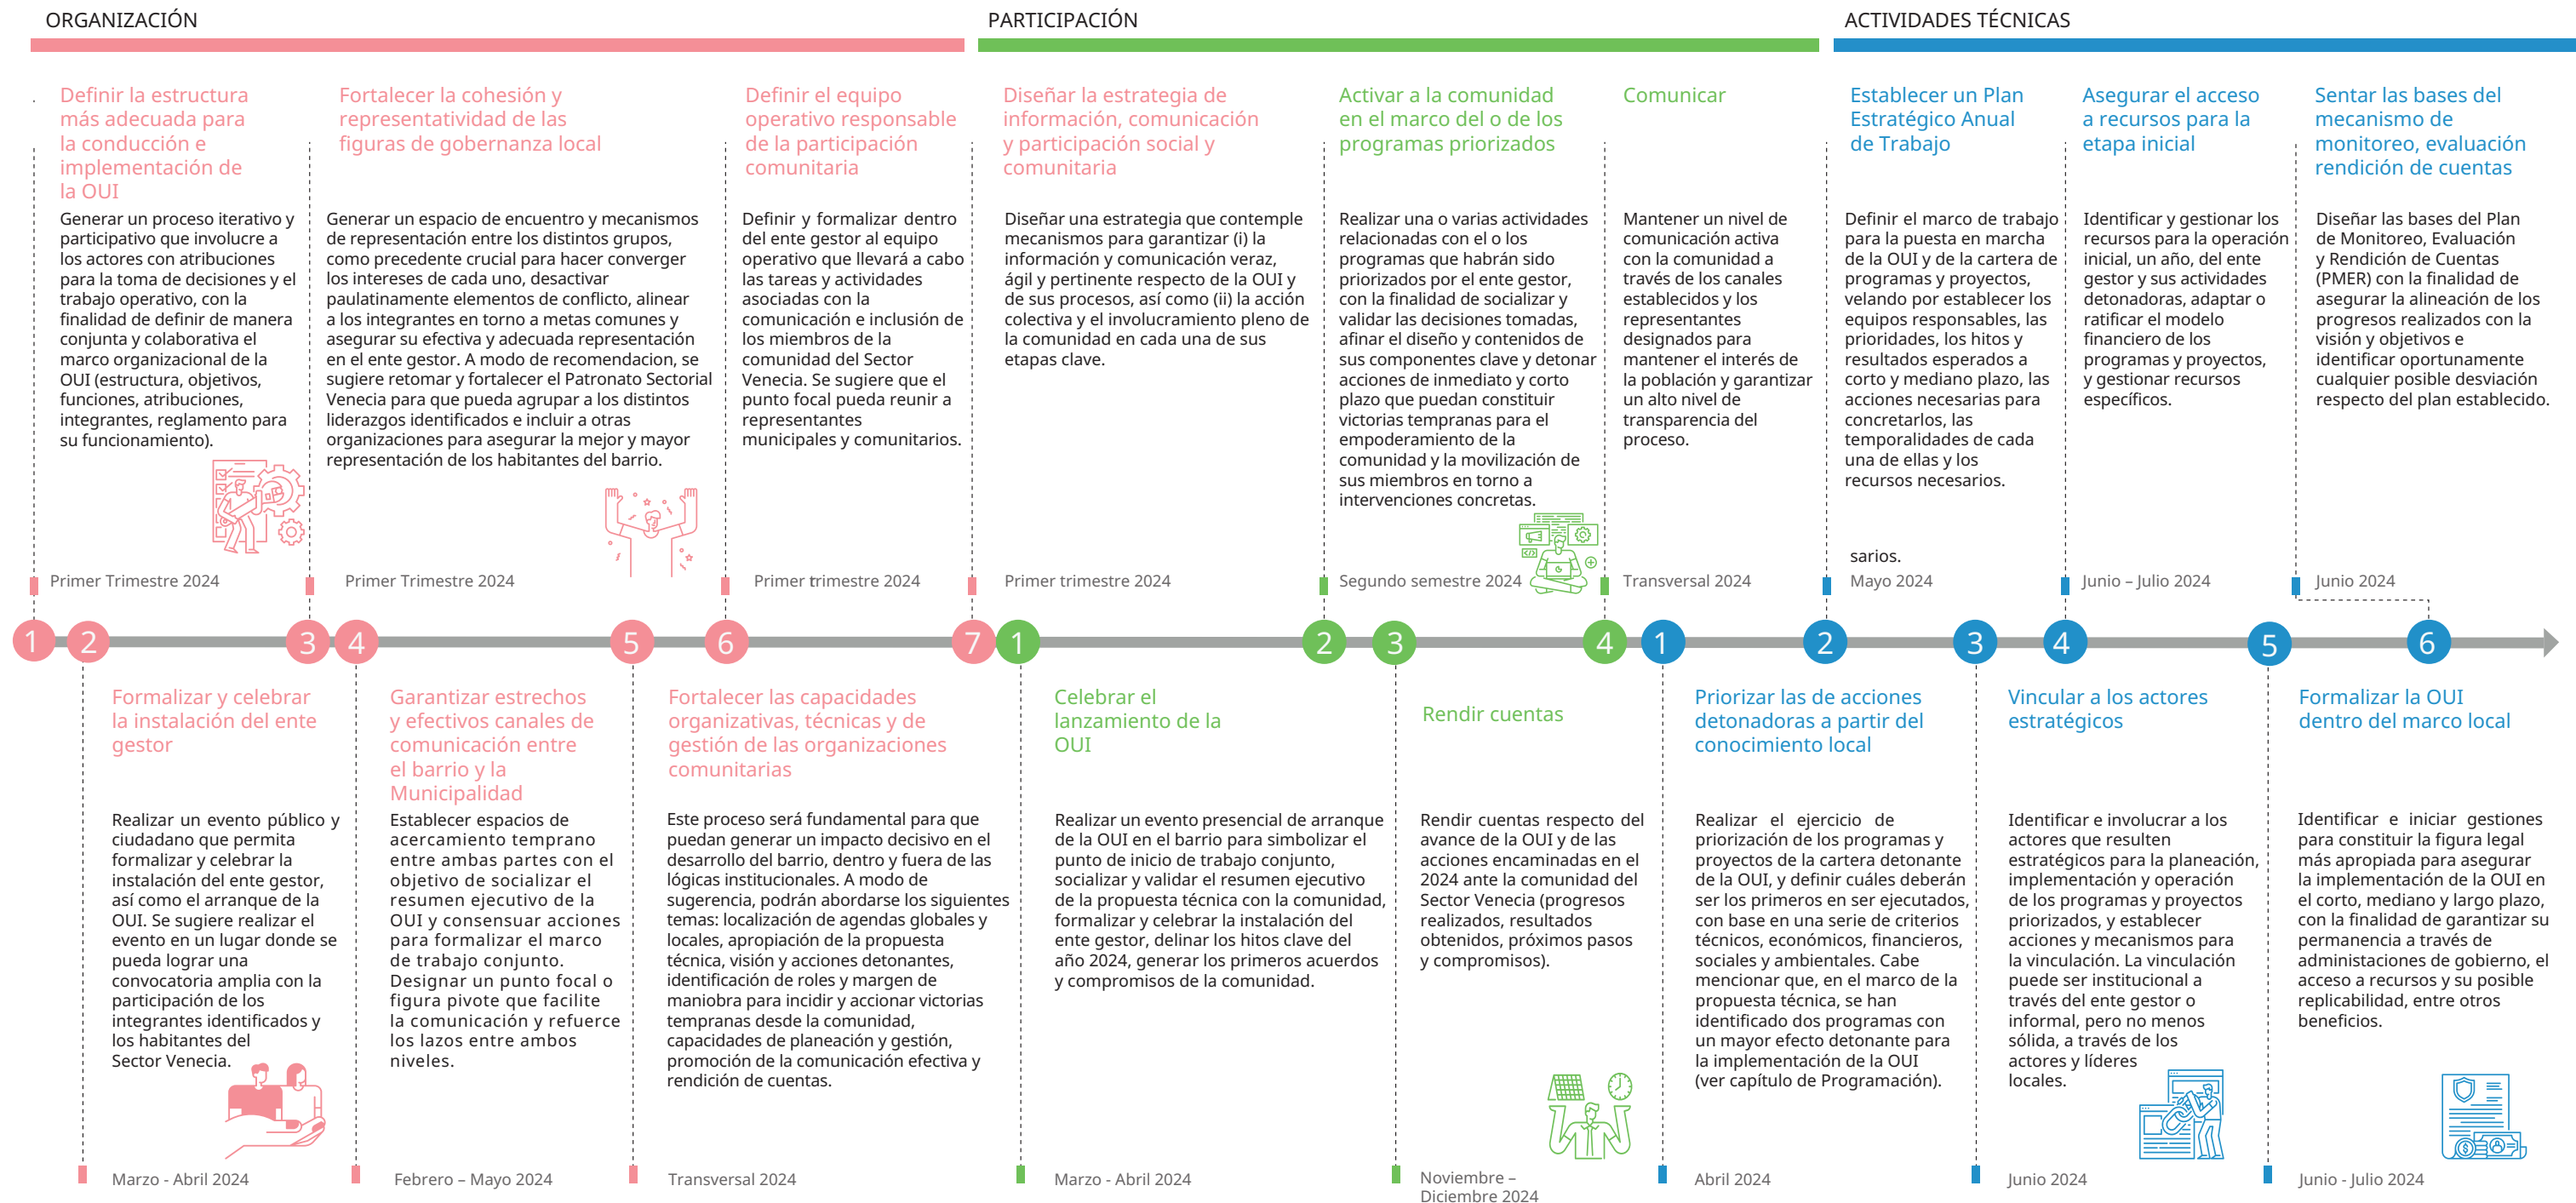 ORGANIZACIÓN
PARTICIPACIÓN
ACTIVIDADES TÉCNICAS
Definir la estructura
más adecuada para
la conducción e
implementación de
la OUI
Generar un proceso iterativo y
participativo que involucre a
los actores con atribuciones
para la toma de decisiones y el
trabajo operativo, con la
finalidad de definir de manera
conjunta y colaborativa el
marco organizacional de la
OUI (estructura, objetivos,
funciones, atribuciones,
integrantes, reglamento para
su funcionamiento).
Primer Trimestre 2024
Fortalecer la cohesión y
representatividad de las
figuras de gobernanza local
Generar un espacio de encuentro y mecanismos
de representación entre los distintos grupos,
como precedente crucial para hacer converger
los intereses de cada uno, desactivar
paulatinamente elementos de conflicto, alinear
a los integrantes en torno a metas comunes y
asegurar su efectiva y adecuada representación
en el ente gestor. A modo de recomendacion, se
sugiere retomar y fortalecer el Patronato Sectorial
Venecia para que pueda agrupar a los distintos
liderazgos identificados e incluir a otras
organizaciones para asegurar la mejor y mayor
representación de los habitantes del barrio.
Primer Trimestre 2024
Definir el equipo
operativo responsable
de la participación
comunitaria
Definir y formalizar dentro
del ente gestor al equipo
operativo que llevará a cabo
las tareas y actividades
asociadas con la
comunicación e inclusión de
los miembros de la
comunidad del Sector
Venecia. Se sugiere que el
punto focal pueda reunir a
representantes
municipales y comunitarios.
Primer trimestre 2024
Diseñar la estrategia de
información, comunicación
y participación social y
comunitaria
Diseñar una estrategia que contemple
mecanismos para garantizar (i) la
información y comunicación veraz,
ágil y pertinente respecto de la OUI y
de sus procesos, así como (ii) la acción
colectiva y el involucramiento pleno de
la comunidad en cada una de sus
etapas clave.
Primer trimestre 2024
Activar a la comunidad
en el marco del o de los
programas priorizados
Realizar una o varias actividades
relacionadas con el o los
programas que habrán sido
priorizados por el ente gestor,
con la finalidad de socializar y
validar las decisiones tomadas,
afinar el diseño y contenidos de
sus componentes clave y detonar
acciones de inmediato y corto
plazo que puedan constituir
victorias tempranas para el
empoderamiento de la
comunidad y la movilización de
sus miembros en torno a
intervenciones concretas.
Segundo semestre 2024
Comunicar
Mantener un nivel de
comunicación activa
con la comunidad a
través de los canales
establecidos y los
representantes
designados para
mantener el interés de
la población y garantizar
un alto nivel de
transparencia del
proceso.
Transversal 2024
Establecer un Plan
Estratégico Anual
de Trabajo
Definir el marco de trabajo
para la puesta en marcha
de la OUI y de la cartera de
programas y proyectos,
velando por establecer los
equipos responsables, las
prioridades, los hitos y
resultados esperados a
corto y mediano plazo, las
acciones necesarias para
concretarlos, las
temporalidades de cada
una de ellas y los
recursos necesarios.
sarios.
Mayo 2024
Asegurar el acceso
a recursos para la
etapa inicial
Identificar y gestionar los
recursos para la operación
inicial, un año, del ente
gestor y sus actividades
detonadoras, adaptar o
ratificar el modelo
financiero de los
programas y proyectos,
y gestionar recursos
específicos.
Junio – Julio 2024
Sentar las bases del
mecanismo de
monitoreo, evaluación
rendición de cuentas
Diseñar las bases del Plan
de Monitoreo, Evaluación
y Rendición de Cuentas
(PMER) con la finalidad de
asegurar la alineación de los
progresos realizados con la
visión y objetivos e
identificar oportunamente
cualquier posible desviación
respecto del plan establecido.
Junio 2024
1 2 3 4 5 6 7 1 2 3 4 1 2 3 4 5 6
Formalizar y celebrar
la instalación del ente
gestor
Realizar un evento público y
ciudadano que permita
formalizar y celebrar la
instalación del ente gestor,
así como el arranque de la
OUI. Se sugiere realizar el
evento en un lugar donde se
pueda lograr una
convocatoria amplia con la
participación de los
integrantes identificados y
los habitantes del
Sector Venecia.
Marzo - Abril 2024
Garantizar estrechos
y efectivos canales de
comunicación entre
el barrio y la
Municipalidad
Establecer espacios de
acercamiento temprano
entre ambas partes con el
objetivo de socializar el
resumen ejecutivo de la
OUI y consensuar acciones
para formalizar el marco
de trabajo conjunto.
Designar un punto focal o
figura pivote que facilite
la comunicación y refuerce
los lazos entre ambos
niveles.
Febrero – Mayo 2024
Fortalecer las capacidades
organizativas, técnicas y de
gestión de las organizaciones
comunitarias
Este proceso será fundamental para que
puedan generar un impacto decisivo en el
desarrollo del barrio, dentro y fuera de las
lógicas institucionales. A modo de
sugerencia, podrán abordarse los siguientes
temas: localización de agendas globales y
locales, apropiación de la propuesta
técnica, visión y acciones detonantes,
identificación de roles y margen de
maniobra para incidir y accionar victorias
tempranas desde la comunidad,
capacidades de planeación y gestión,
promoción de la comunicación efectiva y
rendición de cuentas.
Transversal 2024
Celebrar el
lanzamiento de la
OUI
Realizar un evento presencial de arranque
de la OUI en el barrio para simbolizar el
punto de inicio de trabajo conjunto,
socializar y validar el resumen ejecutivo
de la propuesta técnica con la comunidad,
formalizar y celebrar la instalación del
ente gestor, delinar los hitos clave del
año 2024, generar los primeros acuerdos
y compromisos de la comunidad.
Marzo - Abril 2024
Rendir cuentas
Rendir cuentas respecto del
avance de la OUI y de las
acciones encaminadas en el
2024 ante la comunidad del
Sector Venecia (progresos
realizados, resultados
obtenidos, próximos pasos
y compromisos).
Noviembre –
Diciembre 2024
Priorizar las de acciones
detonadoras a partir del
conocimiento local
Realizar el ejercicio de
priorización de los programas y
proyectos de la cartera detonante
de la OUI, y definir cuáles deberán
ser los primeros en ser ejecutados,
con base en una serie de criterios
técnicos, económicos, financieros,
sociales y ambientales. Cabe
mencionar que, en el marco de la
propuesta técnica, se han
identificado dos programas con
un mayor efecto detonante para
la implementación de la OUI
(ver capítulo de Programación).
Abril 2024
Vincular a los actores
estratégicos
Identificar e involucrar a los
actores que resulten
estratégicos para la planeación,
implementación y operación
de los programas y proyectos
priorizados, y establecer
acciones y mecanismos para
la vinculación. La vinculación
puede ser institucional a
través del ente gestor o
informal, pero no menos
sólida, a través de los
actores y líderes
locales.
Junio 2024
Formalizar la OUI
dentro del marco local
Identificar e iniciar gestiones
para constituir la figura legal
más apropiada para asegurar
la implementación de la OUI en
el corto, mediano y largo plazo,
con la finalidad de garantizar su
permanencia a través de
administaciones de gobierno, el
acceso a recursos y su posible
replicabilidad, entre otros
beneficios.
Junio - Julio 2024